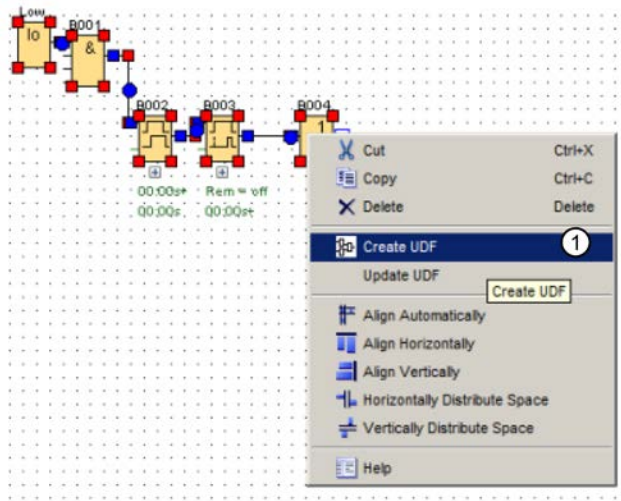 Low
lo
B001
&
B002
B003
B004
1
00:00s+
Rem = off
00:00s
00:00s+
Cut Ctrl+X
Copy Ctrl+C
Delete Delete
Create UDF 1
Update UDF
Create UDF
Align Automatically
Align Horizontally
Align Vertically
Horizontally Distribute Space
Vertically Distribute Space
Help